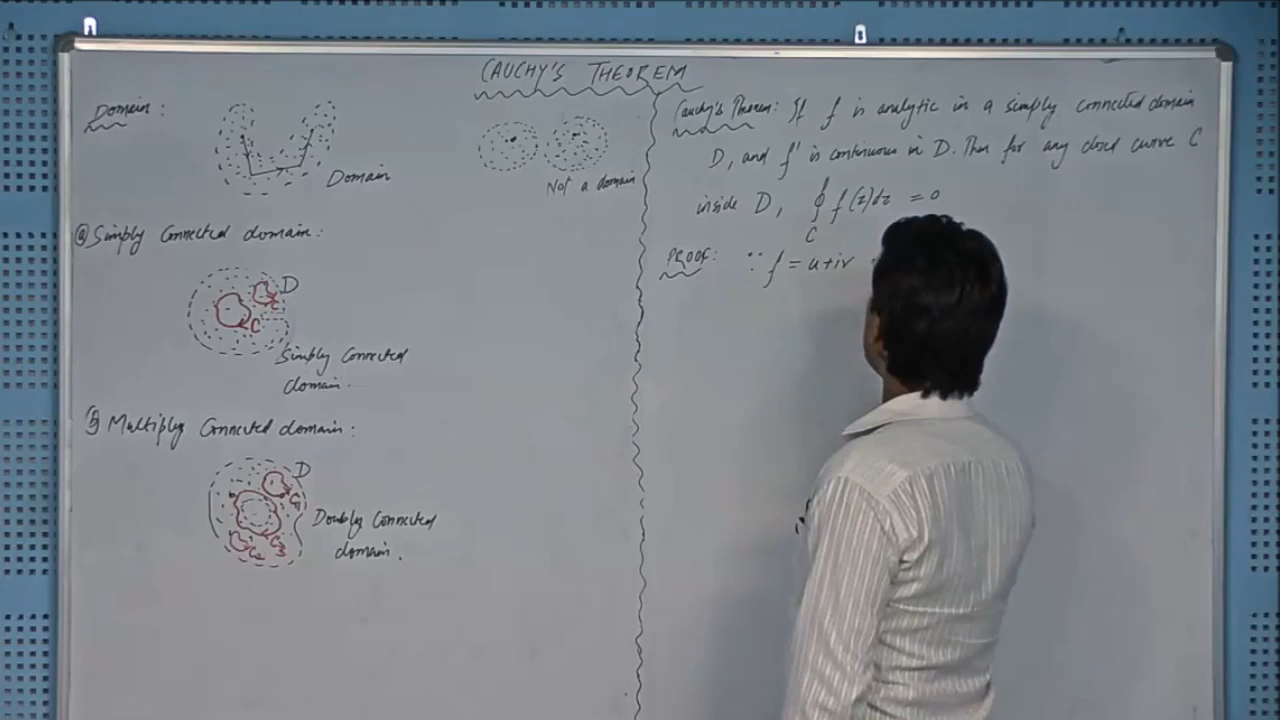 CAUCHY'S THEOREM
Domain:
Domain
Not a domain
Simply Connected domain:
D
C
C
Simply Connected
domain.
Multiply Connected domain:
D
C1
C2
C3
Doubly Connected
domain.
Cauchy's Theorem: If f is analytic in a simply connected domain
D, and f' is continuous in D. Then for any closed curve C
inside D, ∮ f(z)dz = 0
C
PROOF: ∵ f = u+iv